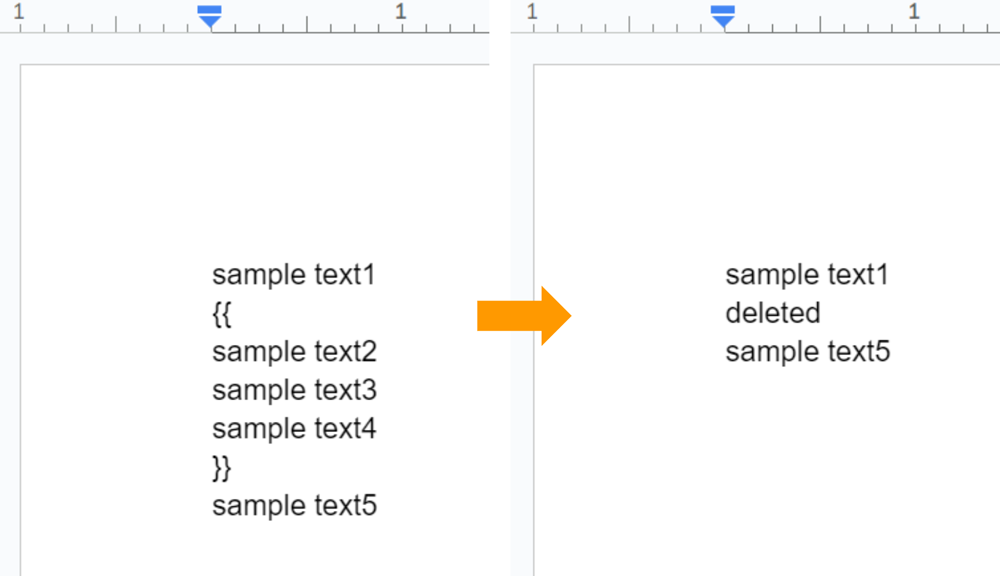 1 1
sample text1
{{
sample text2
sample text3
sample text4
}}
sample text5
1 1
sample text1
deleted
sample text5